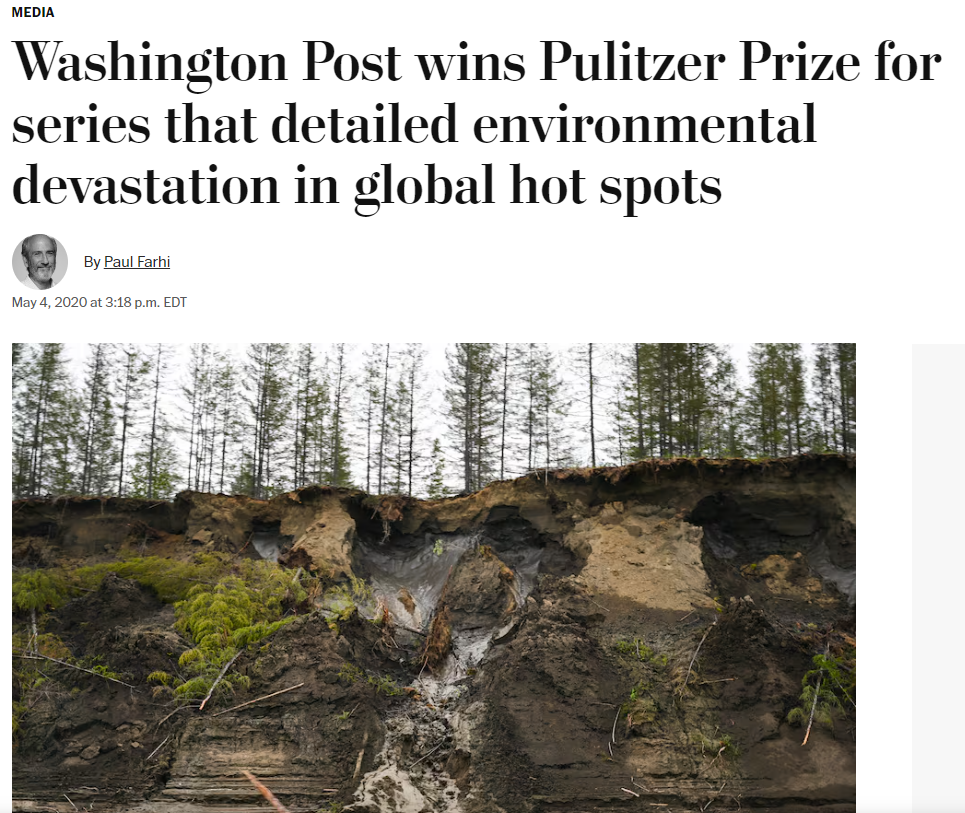 MEDIA
Washington Post wins Pulitzer Prize for
series that detailed environmental
devastation in global hot spots
By Paul Farhi
May 4, 2020 at 3:18 p.m. EDT